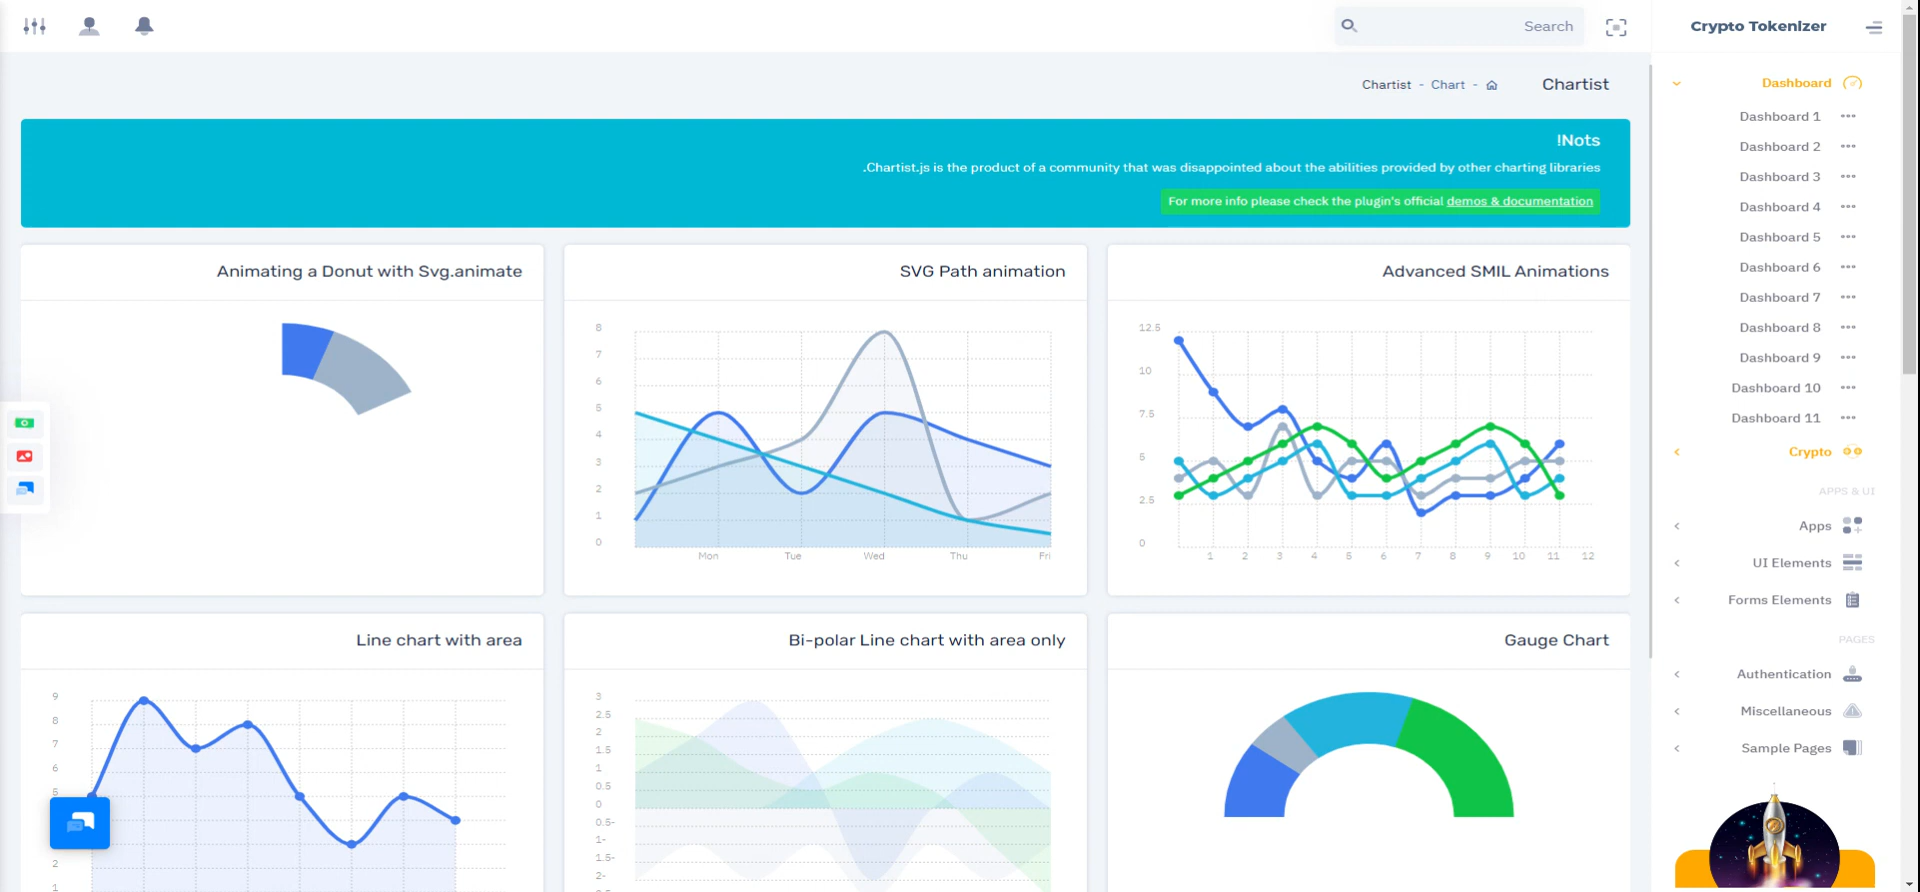 Search
Crypto Tokenizer
Chartist - Chart -
Chartist
!Nots
.Chartist.js is the product of a community that was disappointed about the abilities provided by other charting libraries
For more info please check the plugin's official demos & documentation
Animating a Donut with Svg.animate
SVG Path animation
8
7
6
5
4
3
2
1
0
Mon Tue Wed Thu Fri
Advanced SMIL Animations
12.5
10
7.5
5
2.5
0
1 2 3 4 5 6 7 8 9 10 11 12
Line chart with area
9
8
7
6
5
2
1
Bi-polar Line chart with area only
3
2.5
2
1.5
1
0.5
0
0.5-
1-
1.5-
2-
Gauge Chart
Dashboard
Dashboard 1
Dashboard 2
Dashboard 3
Dashboard 4
Dashboard 5
Dashboard 6
Dashboard 7
Dashboard 8
Dashboard 9
Dashboard 10
Dashboard 11
Crypto
APPS & UI
Apps
UI Elements
Forms Elements
PAGES
Authentication
Miscellaneous
Sample Pages